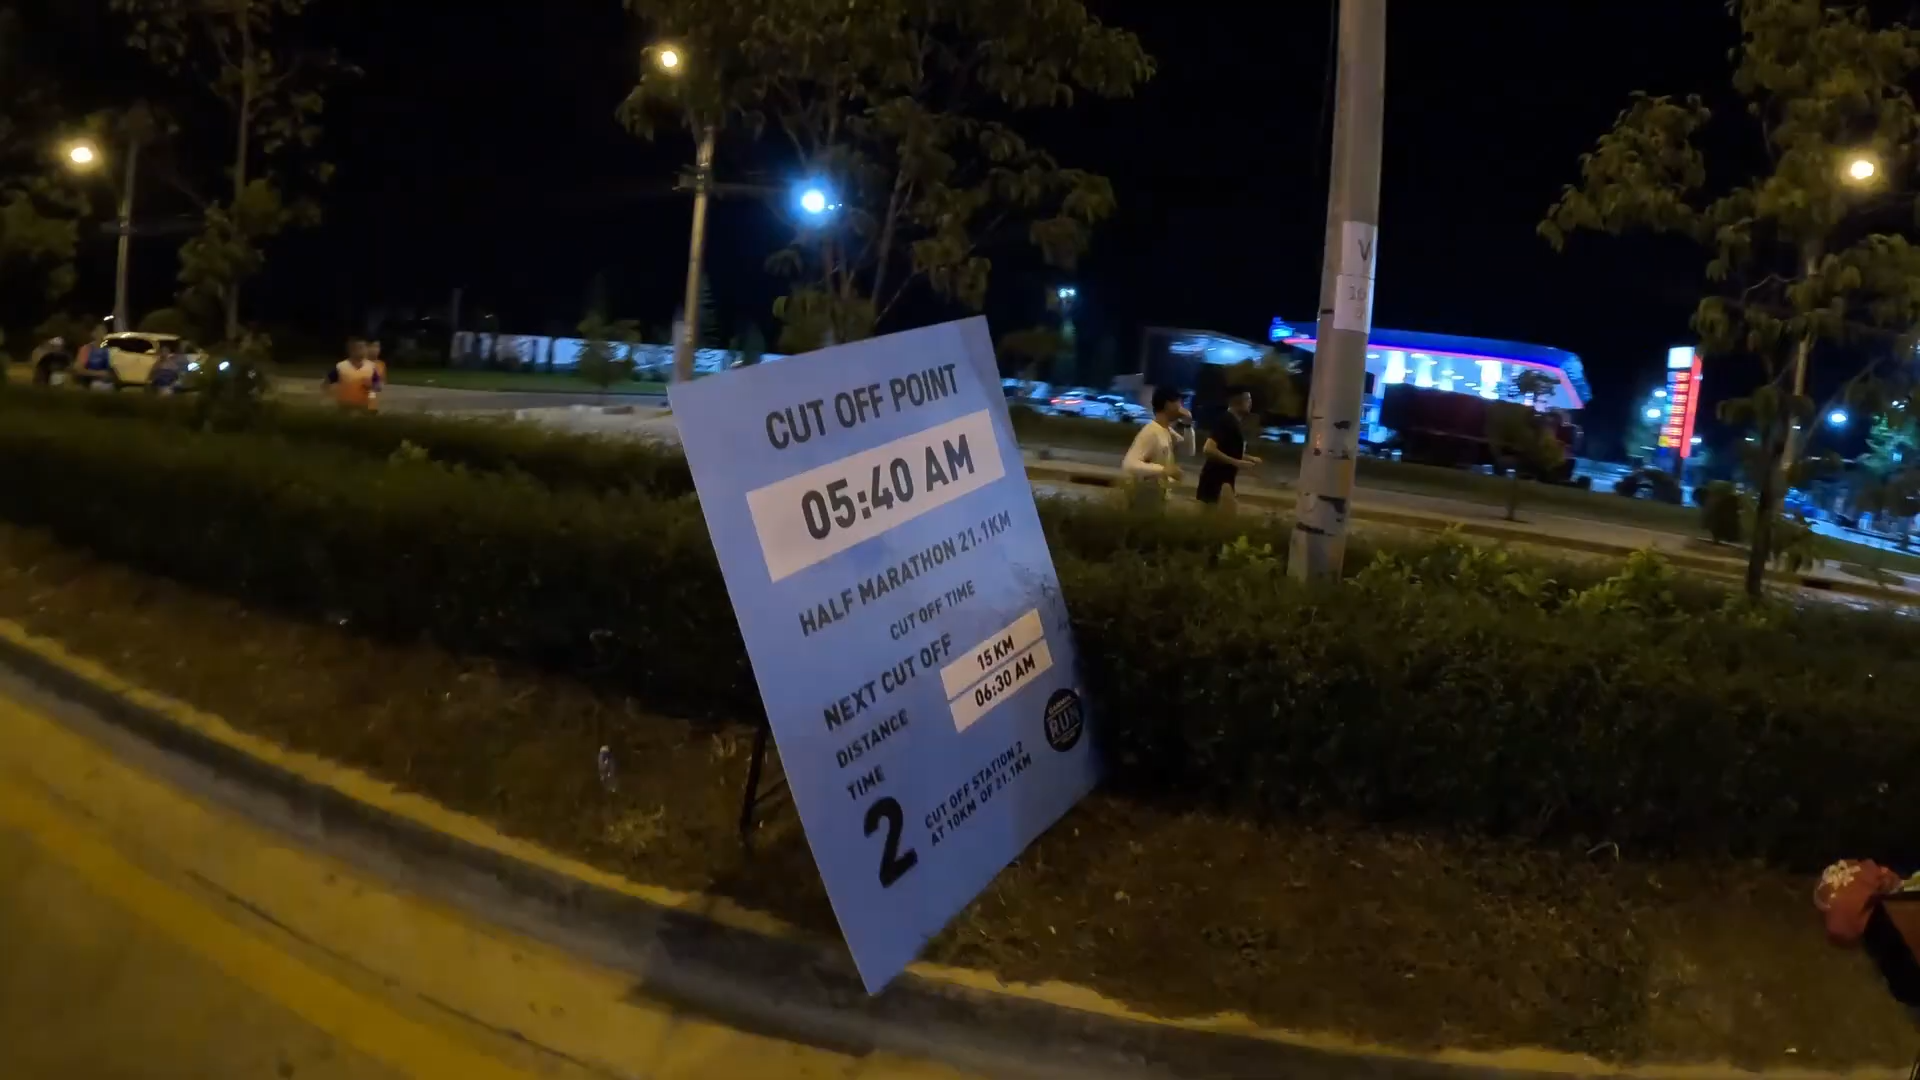 CUT OFF POINT
05:40 AM
HALF MARATHON 21.1KM
CUT OFF TIME
NEXT CUT OFF
DISTANCE 15 KM
TIME 06:30 AM
2
CUT OFF STATION 2
AT 10KM OF 21.1KM
RUN
V